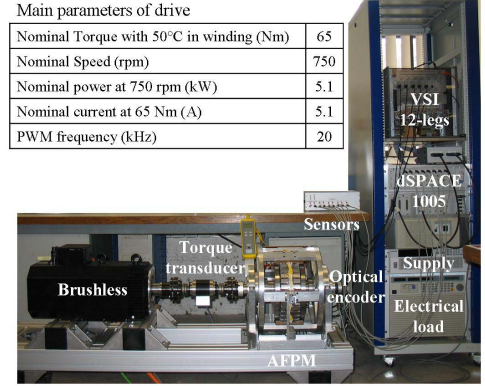 Main parameters of drive
Nominal Torque with 50°C in winding (Nm) 65
Nominal Speed (rpm) 750
Nominal power at 750 rpm (kW) 5.1
Nominal current at 65 Nm (A) 5.1
PWM frequency (kHz) 20
VSI
12-legs
dSPACE
1005
Sensors
Torque
transducer
Supply
Optical
encoder
Brushless
Electrical
load
AFPM